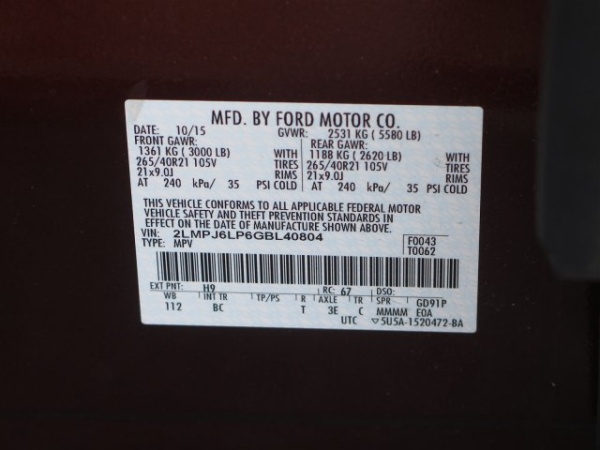 MFD. BY FORD MOTOR CO.
DATE: 10/15 GVWR: 2531 KG ( 5580 LB)
FRONT GAWR: REAR GAWR:
1361 KG ( 3000 LB) WITH 1188 KG ( 2620 LB) WITH
265/40R21 105V TIRES 265/40R21 105V TIRES
21x9.0J RIMS 21x9.0J RIMS
AT 240 kPa/ 35 PSI COLD AT 240 kPa/ 35 PSI COLD
THIS VEHICLE CONFORMS TO ALL APPLICABLE FEDERAL MOTOR
VEHICLE SAFETY AND THEFT PREVENTION STANDARDS IN
EFFECT ON THE DATE OF MANUFACTURE SHOWN ABOVE.
VIN: 2LMPJ6LP6GBL40804 F0043
TYPE: MPV T0062
EXT PNT: H9 RC: 67 DSO:
WB INT TR TP/PS R AXLE TR SPR GD91P
112 BC T 3E C MMMM E0A
UTC ▽5U5A-1520472-BA